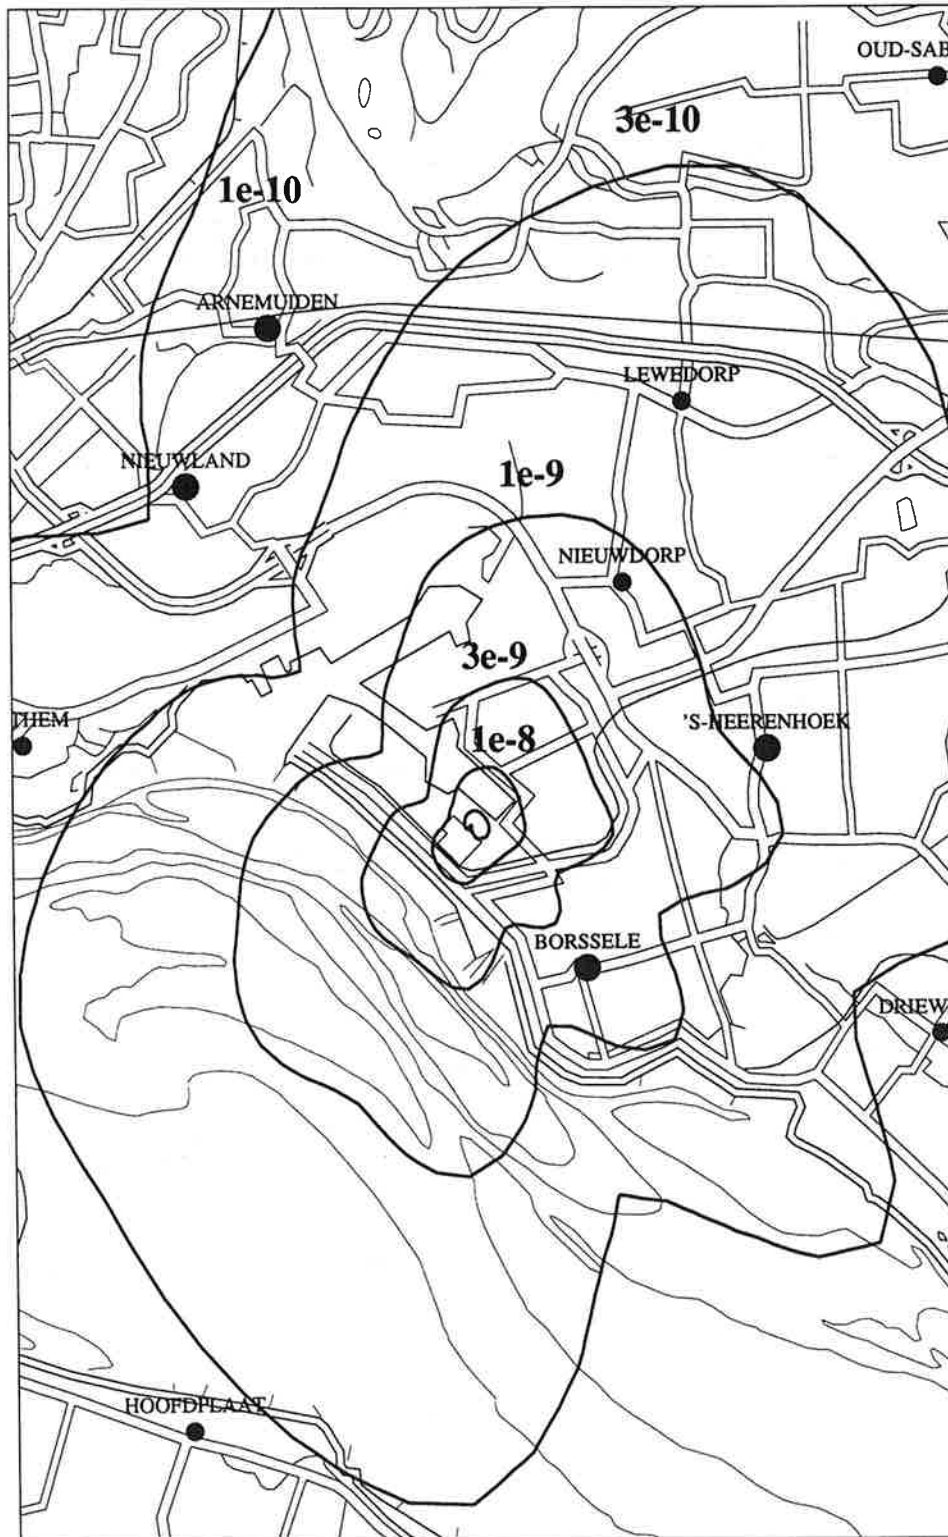 OUD-SAB
3e-10
1e-10
ARNEMUIDEN
LEWEDORP
NIEUWLAND
1e-9
NIEUWDORP
3e-9
THEM
'S-HEERENHOEK
1e-8
BORSSELE
DRIEW
HOOFDPLAAT